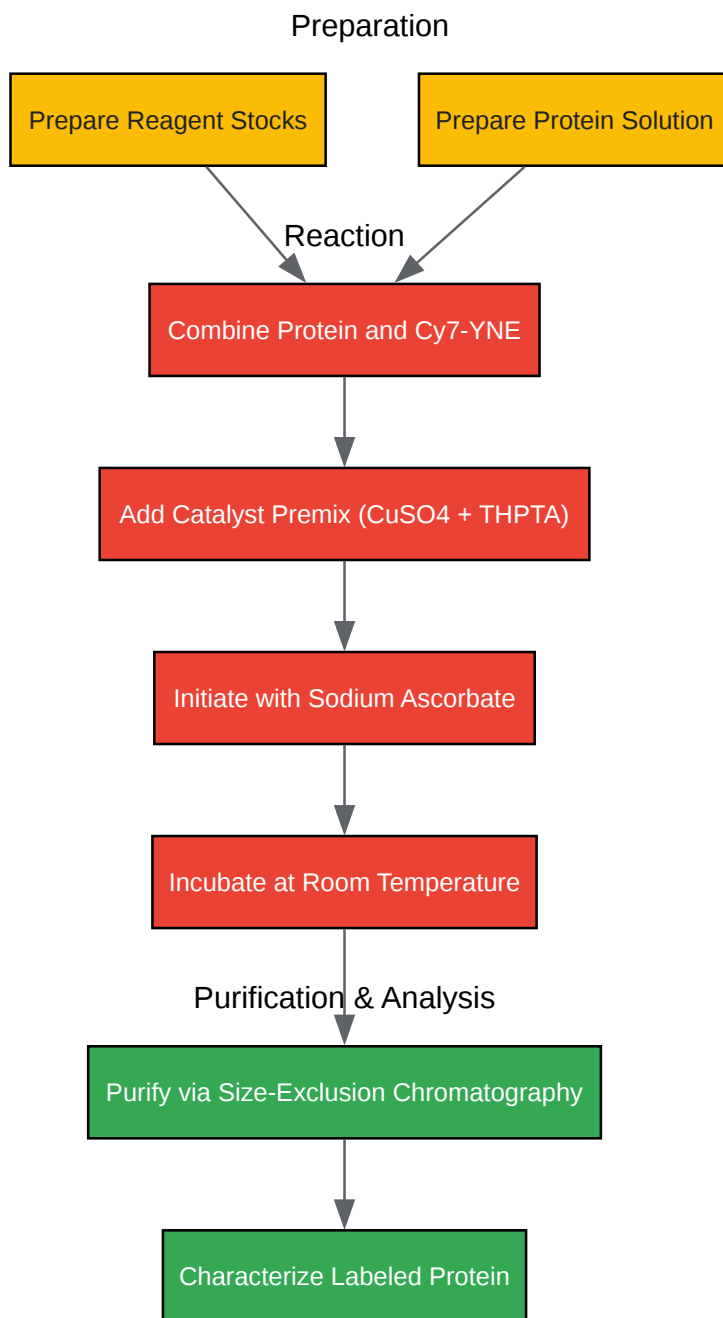 Preparation
Prepare Reagent Stocks
Prepare Protein Solution
Reaction
Combine Protein and Cy7-YNE
Add Catalyst Premix (CuSO4 + THPTA)
Initiate with Sodium Ascorbate
Incubate at Room Temperature
Purification & Analysis
Purify via Size-Exclusion Chromatography
Characterize Labeled Protein